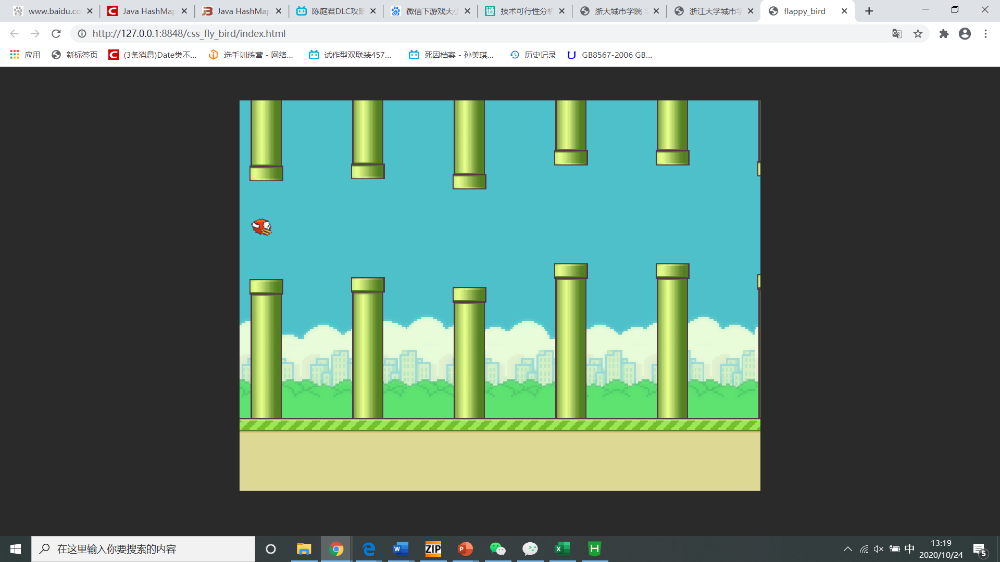 www.baidu.co
Java HashMap
Java HashMap
陈庭君DLC攻略
微信下游戏大小
技术可行性分析
浙大城市学院
浙江大学城市学
flappy_bird
http://127.0.0.1:8848/css_fly_bird/index.html
应用
新标签页
(3条消息)Date类不...
选手训练营 - 网络...
试作型双联装457...
死因档案 - 孙美琪...
历史记录
GB8567-2006 GB...
在这里输入你要搜索的内容
W
ZIP
P
X
H
中
13:19
2020/10/24
5